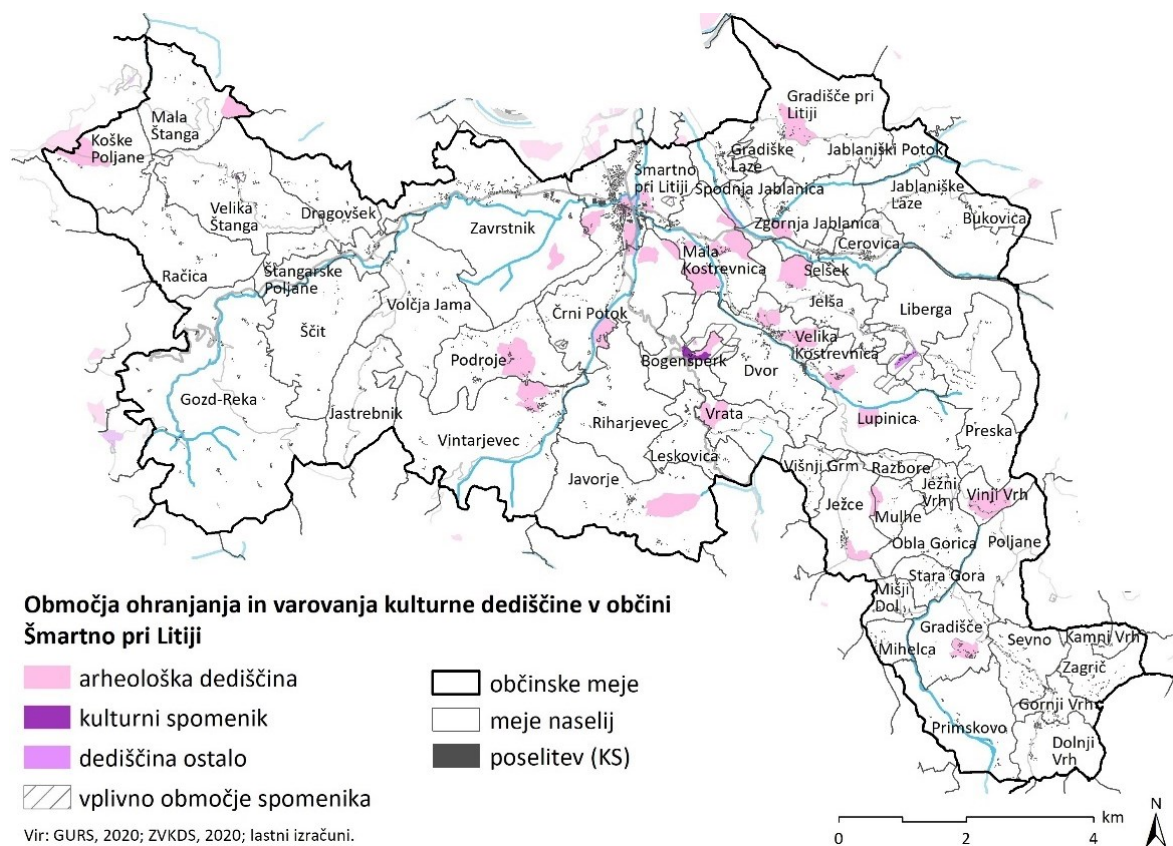 Gradišče pri
Litiji
Mala
Štanga
Koške
Poljane
Gradiške
Laze
Jablaniški Potok
Šmartno
pri Litiji
Spodnja Jablanica
Jablaniške
Laze
Bukovica
Velika
Štanga
Dragovšek
Zavrstnik
Zgornja Jablanica
Cerovica
Mala
Kostrevnica
Račica
Štangarske
Poljane
Selšek
Volčja Jama
Jelša
Liberga
Ščit
Črni Potok
Velika
Kostrevnica
Podroje
Bogenšperk
Dvor
Gozd-Reka
Jastrebnik
Vrata
Lupinica
Riharjevec
Preska
Vintarjevec
Leskovica
Višnji Grm
Razbore
Javorje
Ježni
Vrh
Vinji Vrh
Ježce
Mulhe
Obla Gorica
Poljane
Stara Gora
Mišji
Dol
Gradišče
Sevno
Kamni Vrh
Mihelca
Zagrič
Gornji Vrh
Primskovo
Dolnji
Vrh
Območja ohranjanja in varovanja kulturne dediščine v občini
Šmartno pri Litiji
arheološka dediščina
kulturni spomenik
dediščina ostalo
vplivno območje spomenika
občinske meje
meje naselij
poselitev (KS)
Vir: GURS, 2020; ZVKDS, 2020; lastni izračuni.
km
0 2 4
N